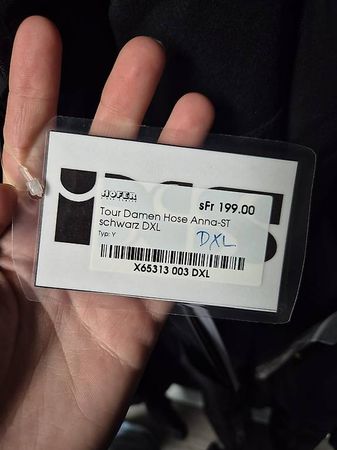 HOFER
sFr 199.00
Tour Damen Hose Anna-ST
schwarz DXL
Typ: Y
DXL
X65313 003 DXL